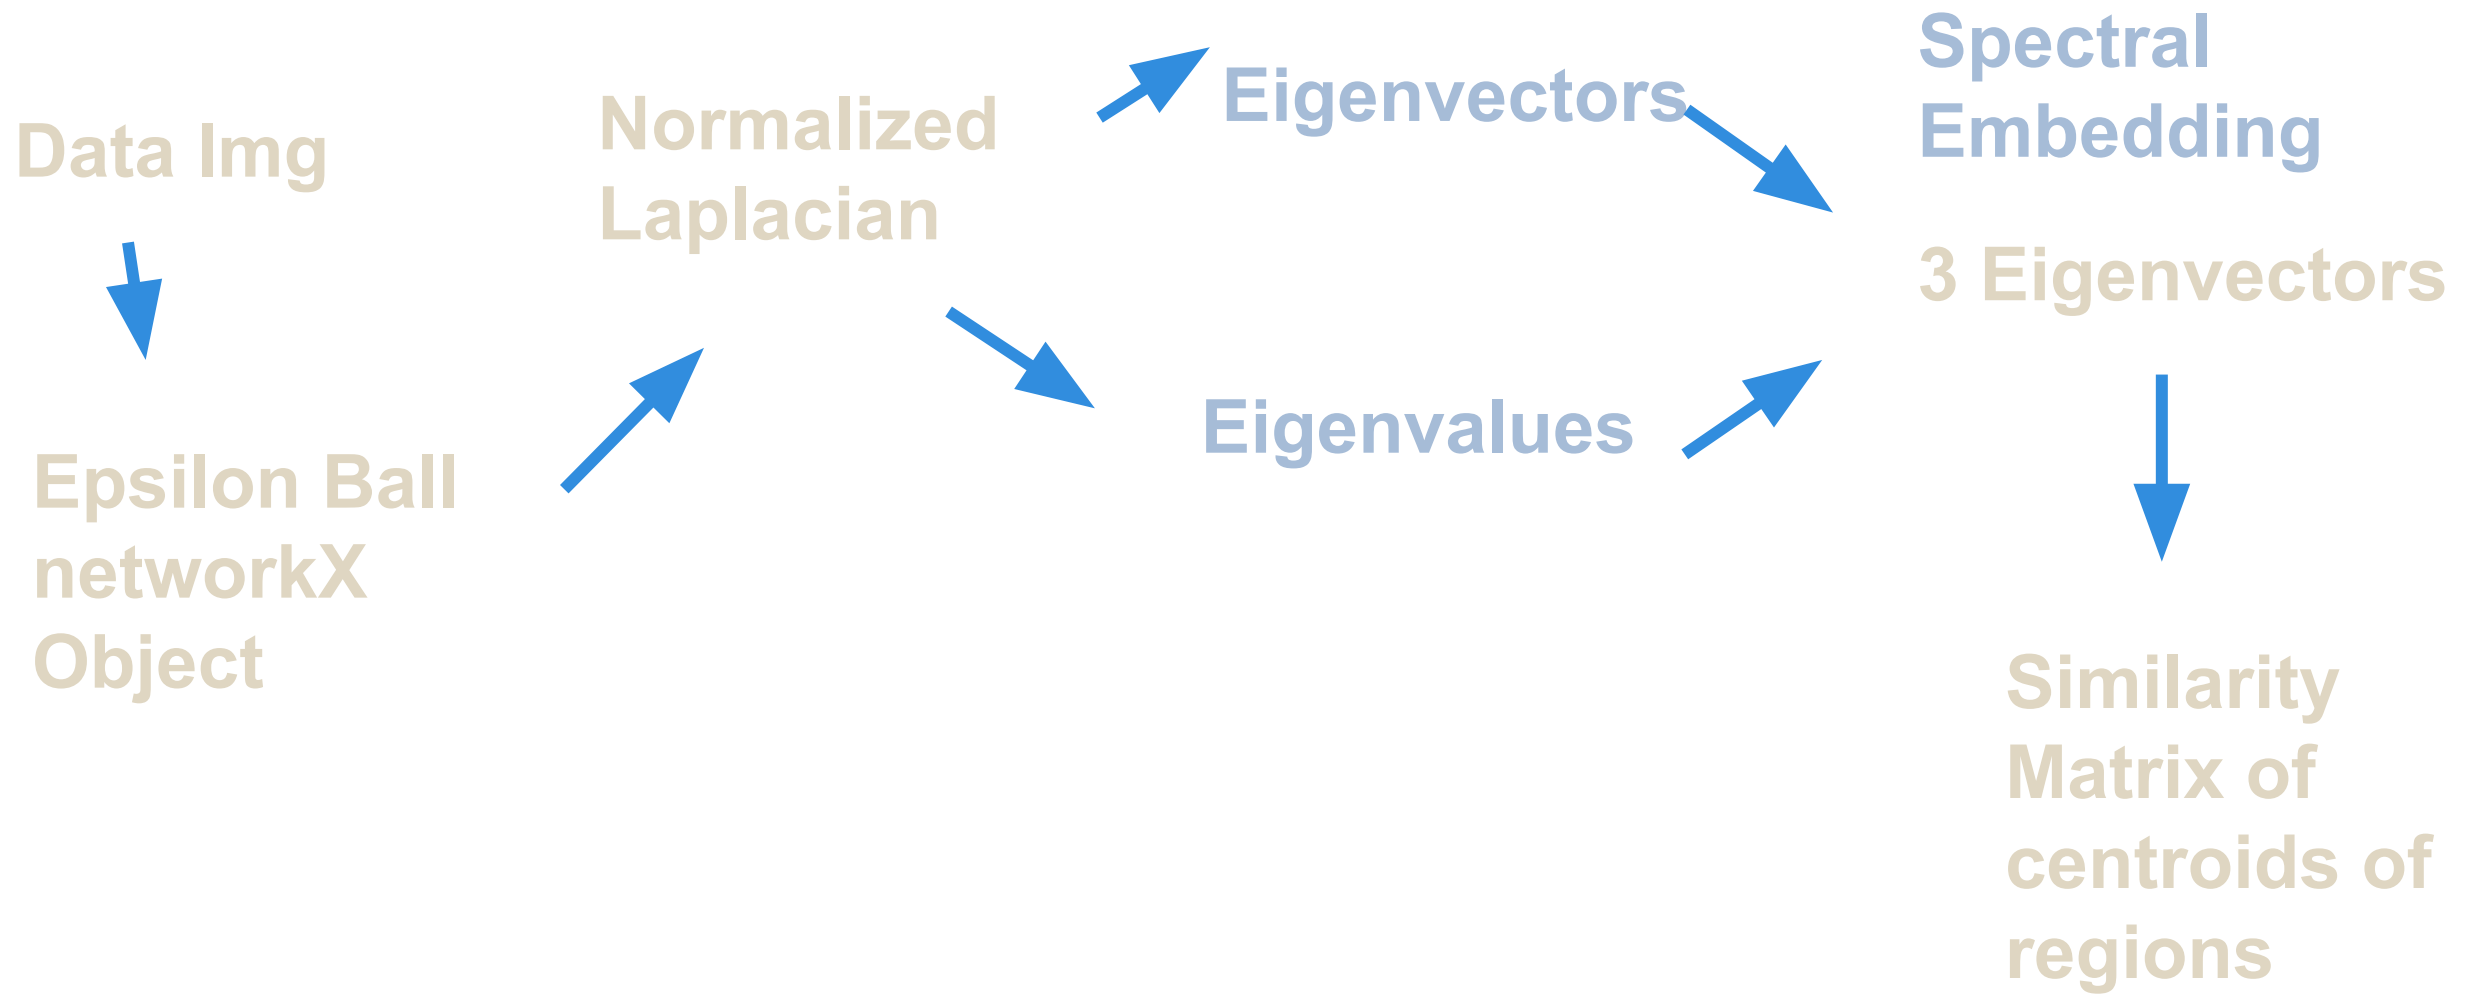 Data Img
Epsilon Ball
networkX
Object
Normalized
Laplacian
Eigenvectors
Eigenvalues
Spectral
Embedding
3 Eigenvectors
Similarity
Matrix of
centroids of
regions